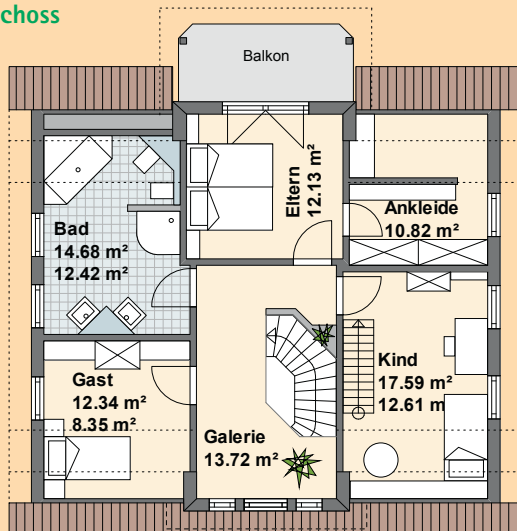 choss
Balkon
Eltern
12.13 m²
Ankleide
10.82 m²
Bad
14.68 m²
12.42 m²
Kind
17.59 m²
12.61 m
Gast
12.34 m²
8.35 m²
Galerie
13.72 m²